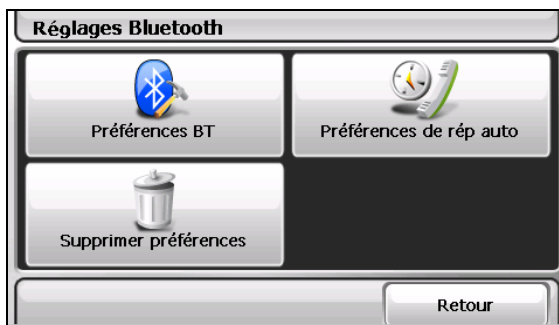 Réglages Bluetooth
Préférences BT
Préférences de rép auto
Supprimer préférences
Retour